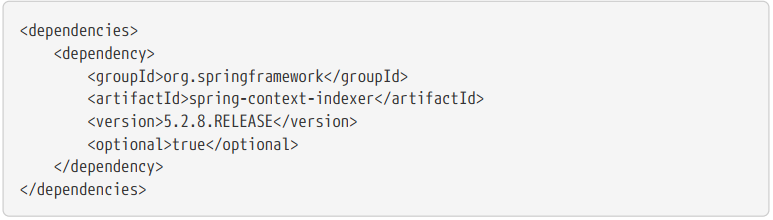 <dependencies>
    <dependency>
        <groupId>org.springframework</groupId>
        <artifactId>spring-context-indexer</artifactId>
        <version>5.2.8.RELEASE</version>
        <optional>true</optional>
    </dependency>
</dependencies>